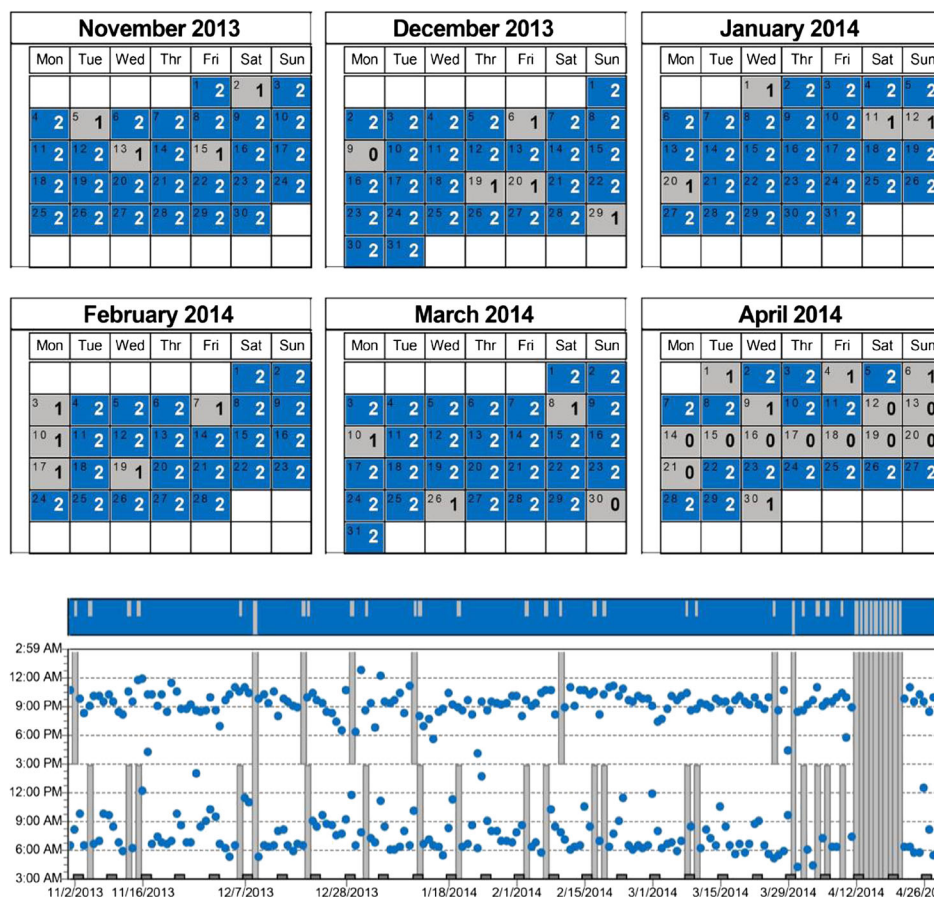 November 2013
Mon Tue Wed Thr Fri Sat Sun
1 2 2 1 3 2
4 2 5 1 6 2 7 2 8 2 9 2 10 2
11 2 12 2 13 1 14 2 15 1 16 2 17 2
18 2 19 2 20 2 21 2 22 2 23 2 24 2
25 2 26 2 27 2 28 2 29 2 30 2
December 2013
Mon Tue Wed Thr Fri Sat Sun
1 2
2 2 3 2 4 2 5 2 6 1 7 2 8 2
9 0 10 2 11 2 12 2 13 2 14 2 15 2
16 2 17 2 18 2 19 1 20 1 21 2 22 2
23 2 24 2 25 2 26 2 27 2 28 2 29 1
30 2 31 2
January 2014
Mon Tue Wed Thr Fri Sat Sun
1 1 2 2 3 2 4 2 5 2
6 2 7 2 8 2 9 2 10 2 11 1 12 1
13 2 14 2 15 2 16 2 17 2 18 2 19 2
20 1 21 2 22 2 23 2 24 2 25 2 26 2
27 2 28 2 29 2 30 2 31 2
February 2014
Mon Tue Wed Thr Fri Sat Sun
1 2 2 2
3 1 4 2 5 2 6 2 7 1 8 2 9 2
10 1 11 2 12 2 13 2 14 2 15 2 16 2
17 1 18 2 19 1 20 2 21 2 22 2 23 2
24 2 25 2 26 2 27 2 28 2
March 2014
Mon Tue Wed Thr Fri Sat Sun
1 2 2 2
3 2 4 2 5 2 6 2 7 2 8 1 9 2
10 1 11 2 12 2 13 2 14 2 15 2 16 2
17 2 18 2 19 2 20 2 21 2 22 2 23 2
24 2 25 2 26 1 27 2 28 2 29 2 30 0
31 2
April 2014
Mon Tue Wed Thr Fri Sat Sun
1 1 2 2 3 2 4 1 5 2 6 1
7 2 8 2 9 1 10 2 11 2 12 0 13 0
14 0 15 0 16 0 17 0 18 0 19 0 20 0
21 0 22 2 23 2 24 2 25 2 26 2 27 2
28 2 29 2 30 1
2:59 AM
12:00 AM
9:00 PM
6:00 PM
3:00 PM
12:00 AM
9:00 AM
6:00 AM
3:00 AM
11/2/2013 11/16/2013 12/7/2013 12/28/2013 1/18/2014 2/1/2014 2/15/2014 3/1/2014 3/15/2014 3/29/2014 4/12/2014 4/26/20